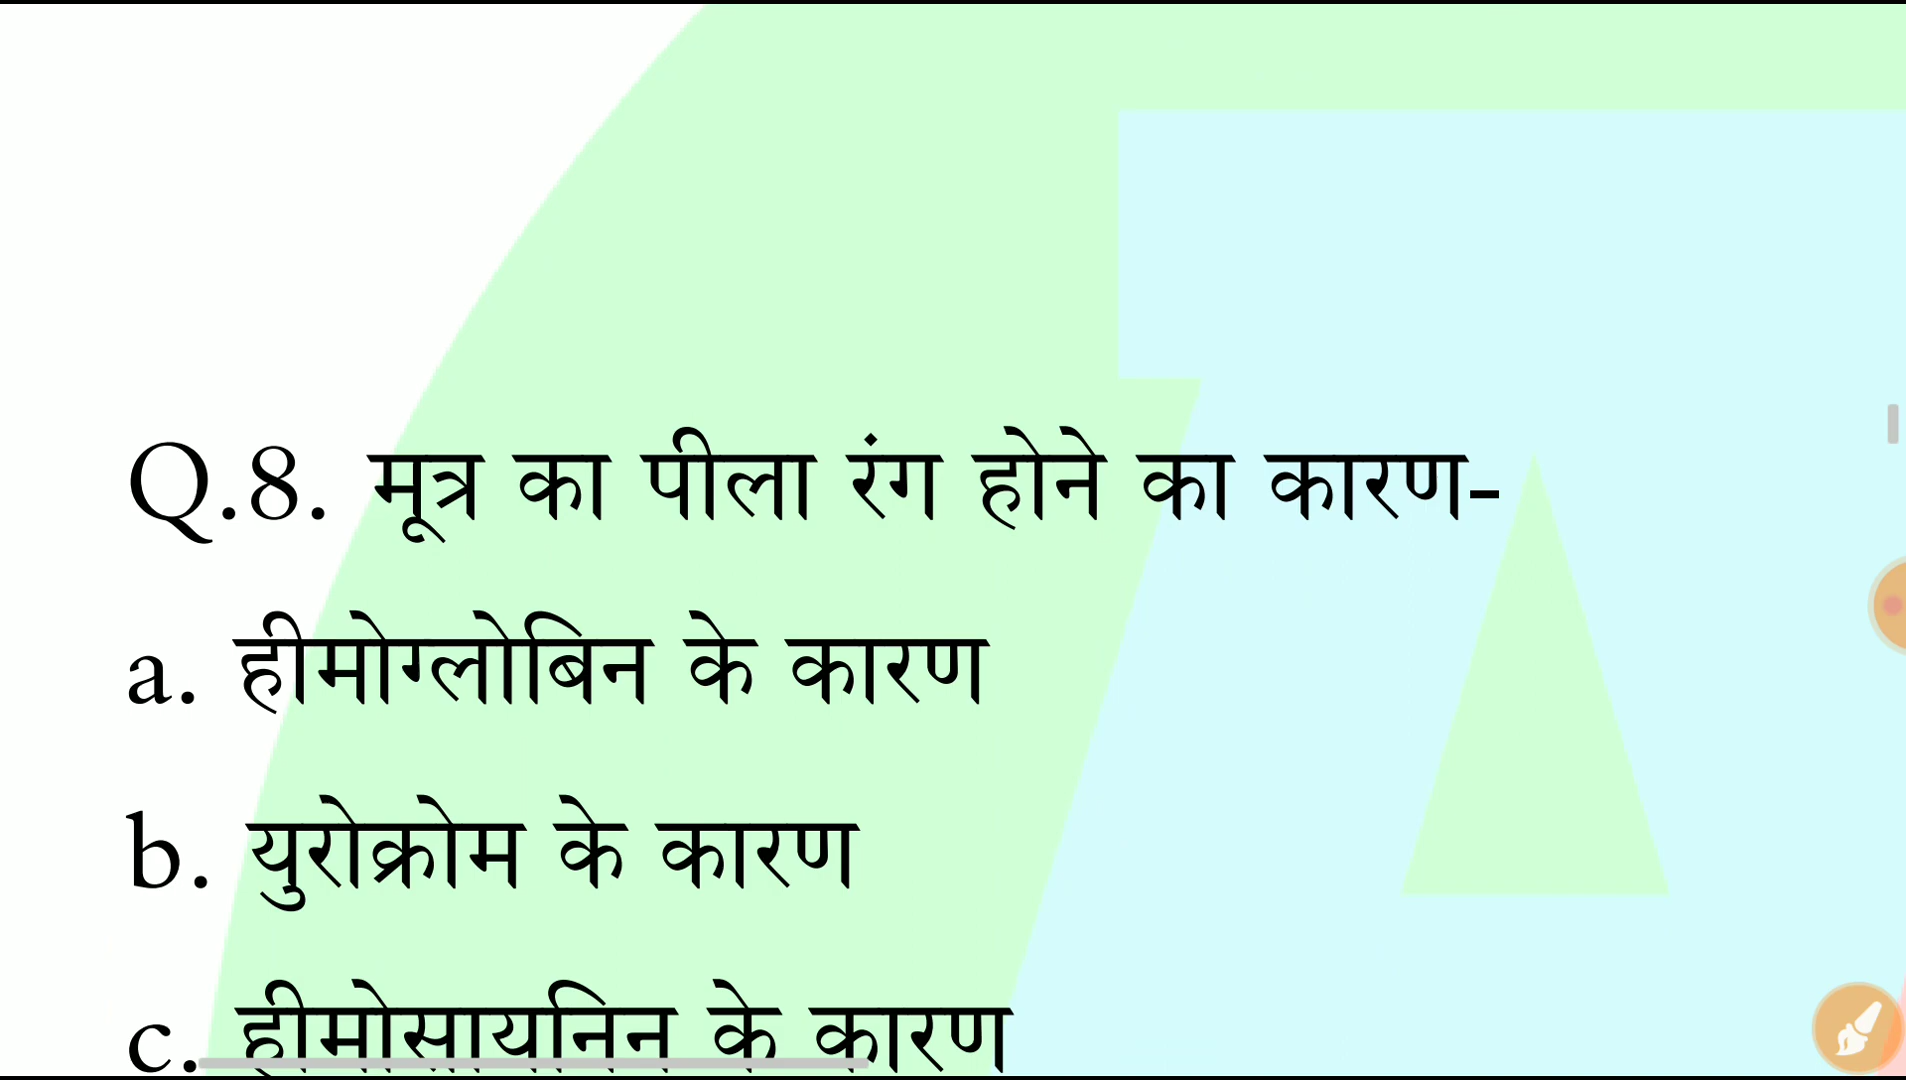 Q.8. मूत्र का पीला रंग होने का कारण-
a. हीमोग्लोबिन के कारण
b. युरोक्रोम के कारण
c. हीमोसायनिन के कारण